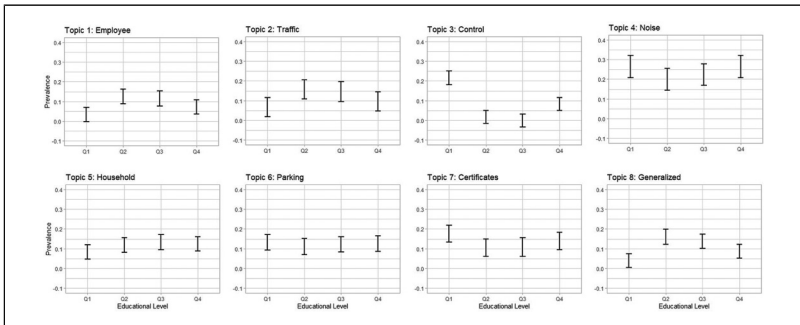 Topic 1: Employee
Prevalence
0.4
0.3
0.2
0.1
0.0
-0.1
Q1 Q2 Q3 Q4
Topic 2: Traffic
0.4
0.3
0.2
0.1
0.0
-0.1
Q1 Q2 Q3 Q4
Topic 3: Control
0.4
0.3
0.2
0.1
0.0
-0.1
Q1 Q2 Q3 Q4
Topic 4: Noise
0.4
0.3
0.2
0.1
0.0
-0.1
Q1 Q2 Q3 Q4
Topic 5: Household
Prevalence
0.4
0.3
0.2
0.1
0.0
-0.1
Q1 Q2 Q3 Q4
Educational Level
Topic 6: Parking
0.4
0.3
0.2
0.1
0.0
-0.1
Q1 Q2 Q3 Q4
Educational Level
Topic 7: Certificates
0.4
0.3
0.2
0.1
0.0
-0.1
Q1 Q2 Q3 Q4
Educational Level
Topic 8: Generalized
0.4
0.3
0.2
0.1
0.0
-0.1
Q1 Q2 Q3 Q4
Educational Level